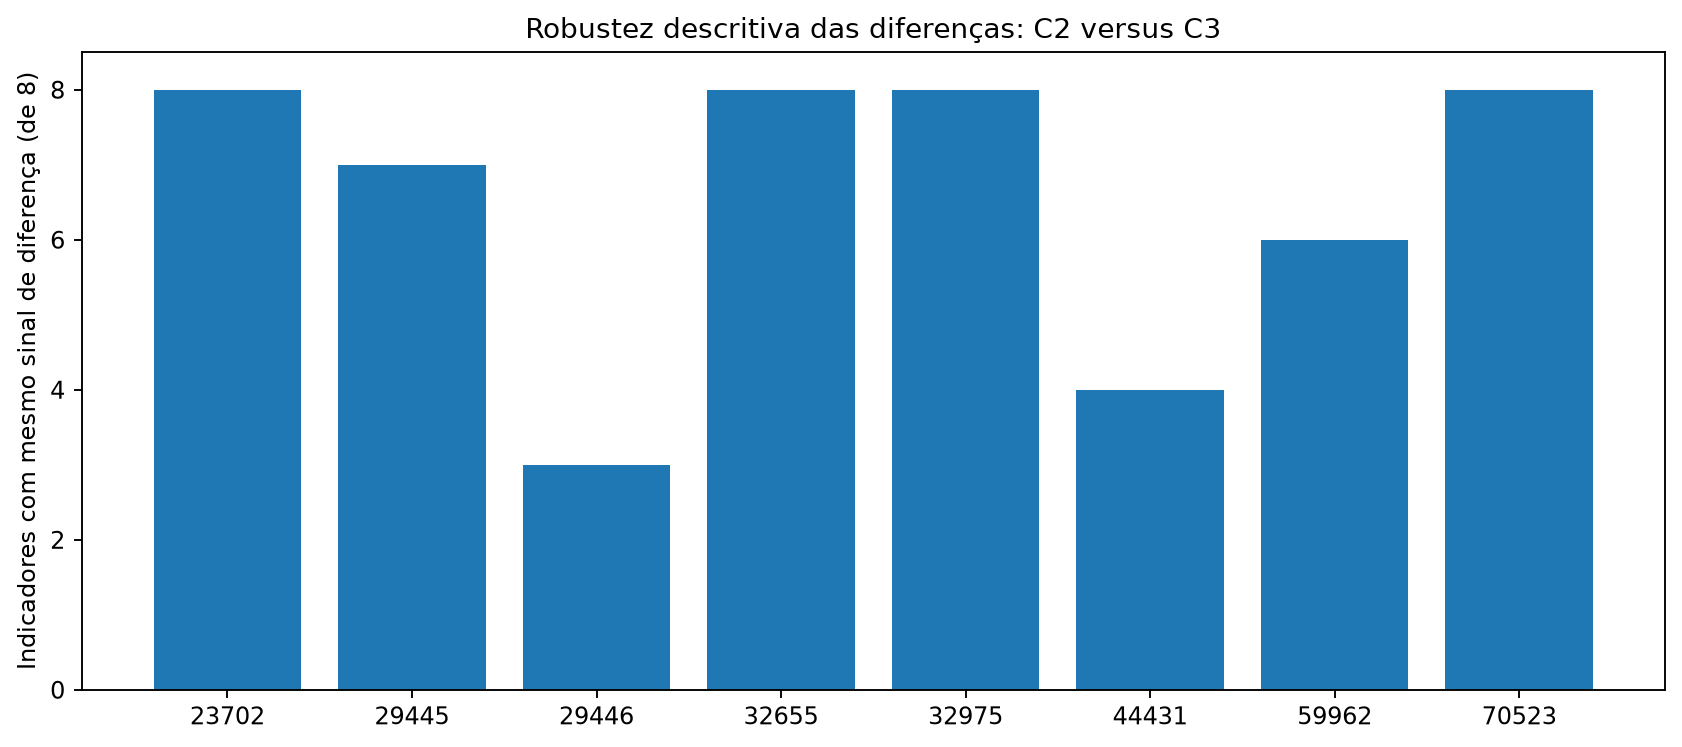 Robustez descritiva das diferenças: C2 versus C3
Indicadores com mesmo sinal de diferença (de 8)
8
6
4
2
0
23702 29445 29446 32655 32975 44431 59962 70523